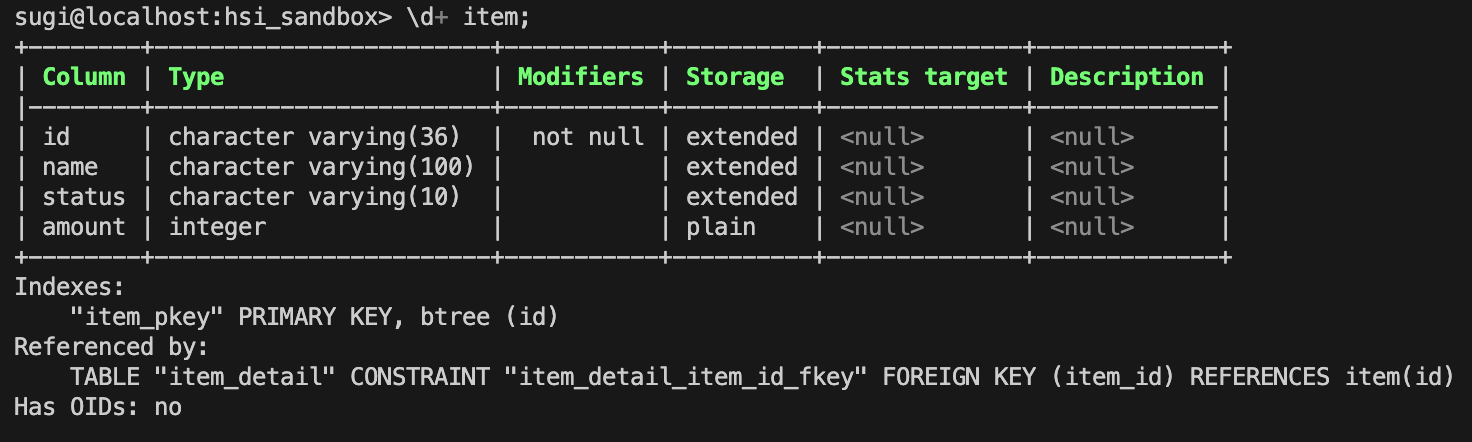 sugi@localhost:hsi_sandbox> \d+ item;
+--------+------------------------+-----------+----------+--------------+-------------+
| Column | Type                   | Modifiers | Storage  | Stats target | Description |
|--------+------------------------+-----------+----------+--------------+-------------|
| id     | character varying(36)  |  not null | extended | <null>       | <null>      |
| name   | character varying(100) |           | extended | <null>       | <null>      |
| status | character varying(10)  |           | extended | <null>       | <null>      |
| amount | integer                |           | plain    | <null>       | <null>      |
+--------+------------------------+-----------+----------+--------------+-------------+
Indexes:
    "item_pkey" PRIMARY KEY, btree (id)
Referenced by:
    TABLE "item_detail" CONSTRAINT "item_detail_item_id_fkey" FOREIGN KEY (item_id) REFERENCES item(id)
Has OIDs: no